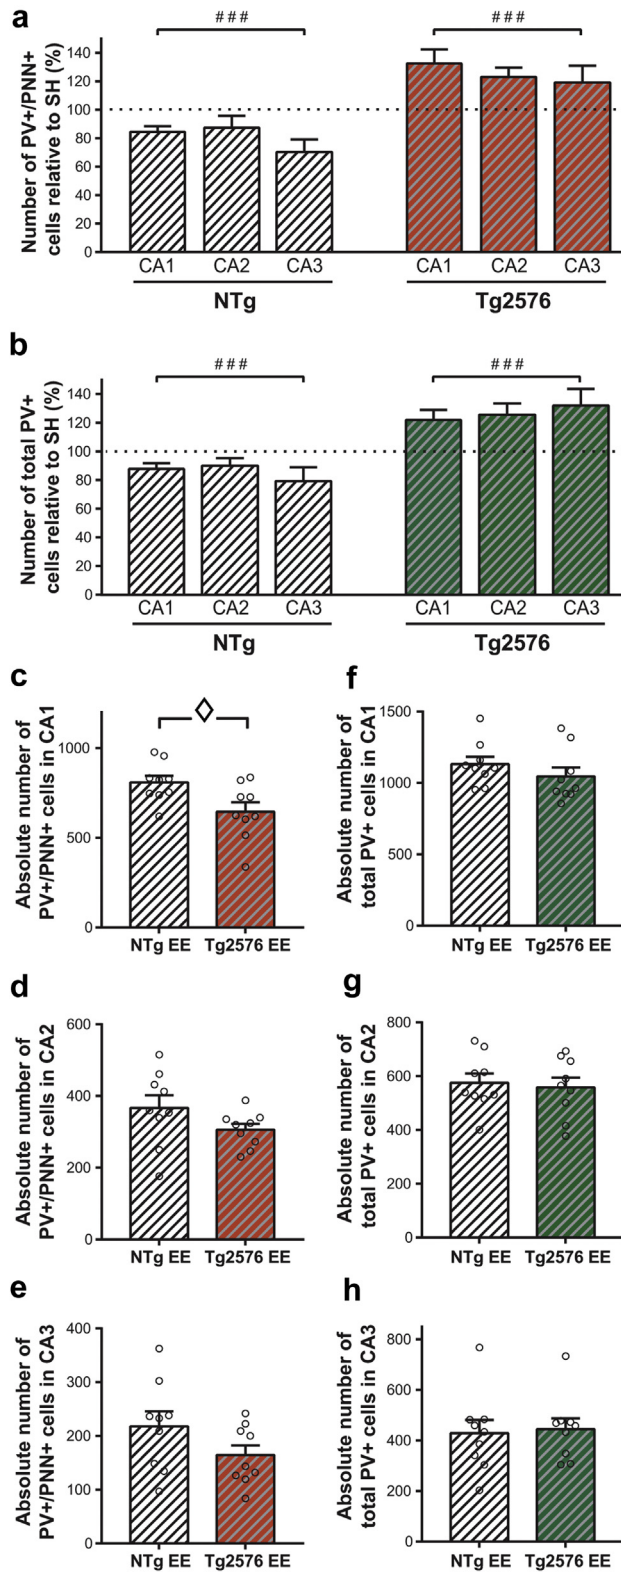 a
Number of PV+/PNN+
cells relative to SH (%)
140
120
100
80
60
40
20
0
###
###
CA1 CA2 CA3 CA1 CA2 CA3
NTg Tg2576
b
Number of total PV+
cells relative to SH (%)
140
120
100
80
60
40
20
0
###
###
CA1 CA2 CA3 CA1 CA2 CA3
NTg Tg2576
c
Absolute number of
PV+/PNN+ cells in CA1
1000
500
0
NTg EE Tg2576 EE
f
Absolute number of
total PV+ cells in CA1
1500
1000
500
0
NTg EE Tg2576 EE
d
Absolute number of
PV+/PNN+ cells in CA2
600
400
200
0
NTg EE Tg2576 EE
g
Absolute number of
total PV+ cells in CA2
800
600
400
200
0
NTg EE Tg2576 EE
e
Absolute number of
PV+/PNN+ cells in CA3
400
300
200
100
0
NTg EE Tg2576 EE
h
Absolute number of
total PV+ cells in CA3
800
600
400
200
0
NTg EE Tg2576 EE